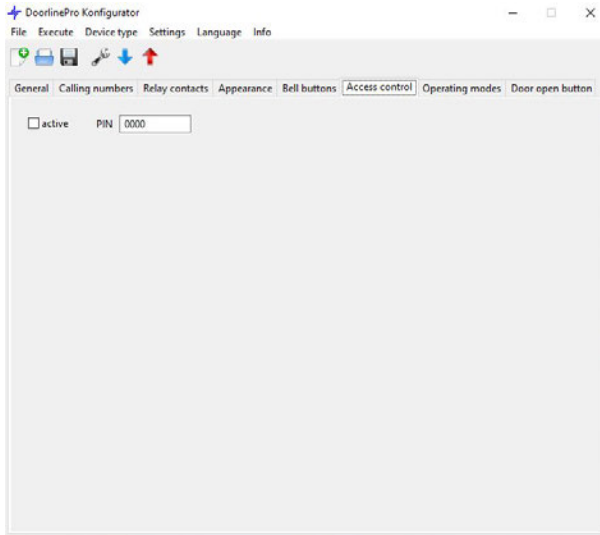 DoorlinePro Konfigurator
File Execute Device type Settings Language Info
General Calling numbers Relay contacts Appearance Bell buttons Access control Operating modes Door open button
active PIN 0000